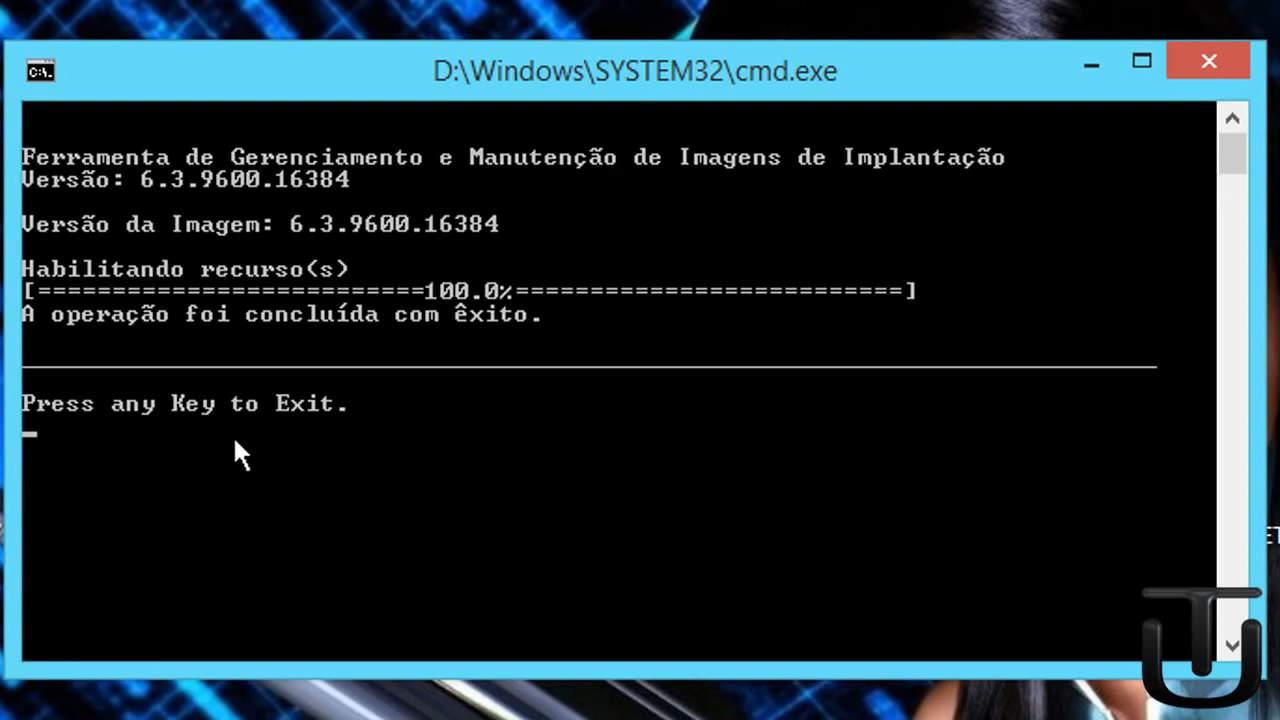 D:\Windows\SYSTEM32\cmd.exe
C:\.
Ferramenta de Gerenciamento e Manutenção de Imagens de Implantação
Versão: 6.3.9600.16384
Versão da Imagem: 6.3.9600.16384
Habilitando recurso(s)
[==========================100.0%==========================]
A operação foi concluída com êxito.
Press any Key to Exit.